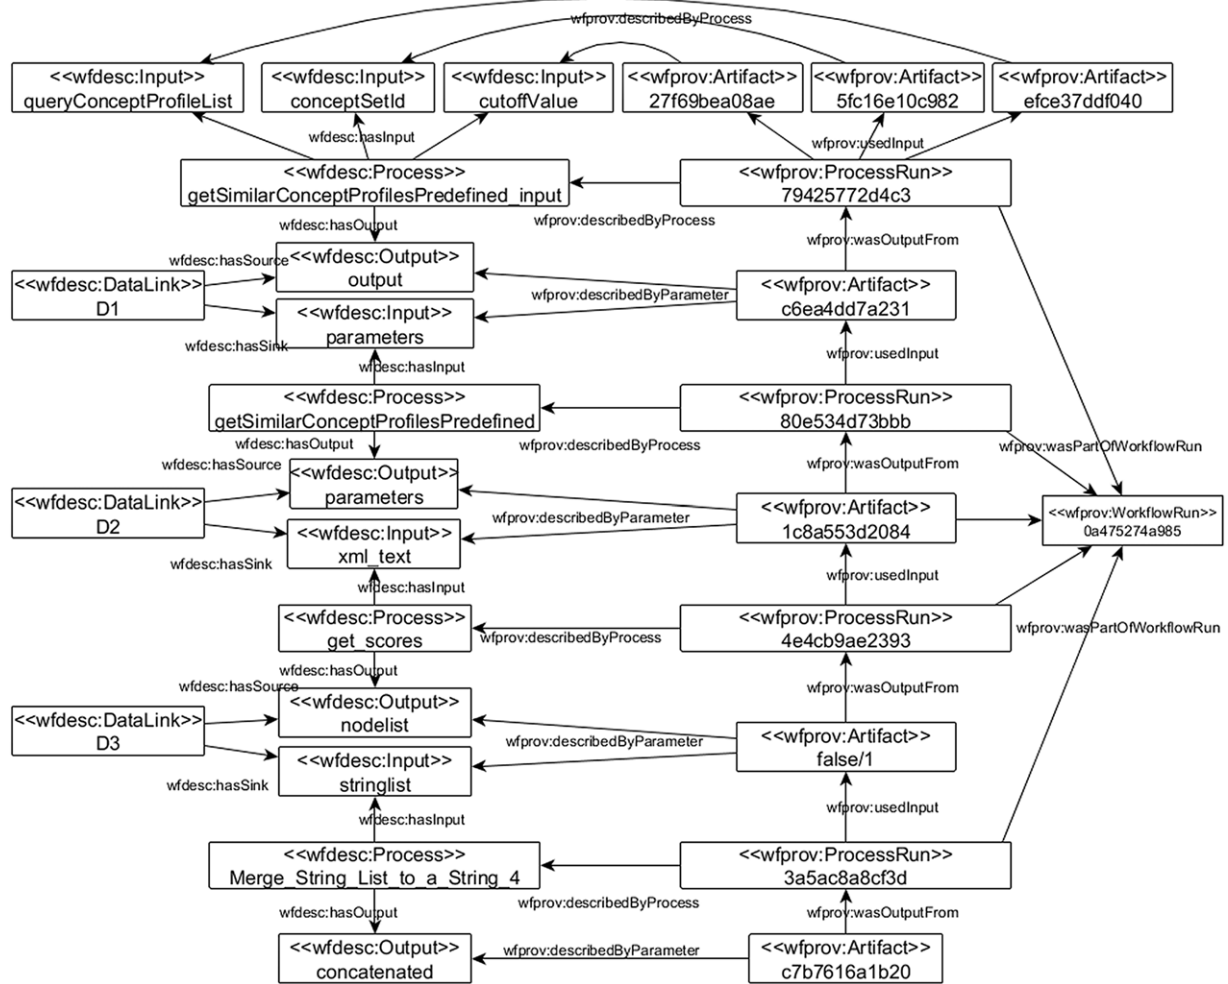 wfprov:describedByProcess
<<wfdesc:Input>>
queryConceptProfileList
<<wfdesc:Input>>
conceptSetId
<<wfdesc:Input>>
cutoffValue
<<wfprov:Artifact>>
27f69bea08ae
<<wfprov:Artifact>>
5fc16e10c982
<<wfprov:Artifact>>
efce37ddf040
wfdesc:hasInput
wfprov:usedInput
<<wfdesc:Process>>
getSimilarConceptProfilesPredefined_input
<<wfprov:ProcessRun>>
79425772d4c3
wfprov:describedByProcess
wfdesc:hasOutput
wfprov:wasOutputFrom
wfdesc:hasSource
<<wfdesc:Output>>
output
<<wfdesc:DataLink>>
D1
wfprov:describedByParameter
<<wfprov:Artifact>>
c6ea4dd7a231
<<wfdesc:Input>>
parameters
wfdesc:hasSink
wfprov:usedInput
wfdesc:hasInput
<<wfdesc:Process>>
getSimilarConceptProfilesPredefined
<<wfprov:ProcessRun>>
80e534d73bbb
wfdesc:hasOutput
wfprov:describedByProcess
wfprov:wasPartOfWorkflowRun
wfdesc:hasSource
wfprov:wasOutputFrom
<<wfdesc:Output>>
parameters
<<wfdesc:DataLink>>
D2
wfprov:describedByParameter
<<wfprov:Artifact>>
1c8a553d2084
<<wfprov:WorkflowRun>>
0a475274a985
<<wfdesc:Input>>
xml_text
wfdesc:hasSink
wfprov:usedInput
wfdesc:hasInput
<<wfdesc:Process>>
get_scores
wfprov:describedByProcess
<<wfprov:ProcessRun>>
4e4cb9ae2393
wfprov:wasPartOfWorkflowRun
wfdesc:hasOutput
wfdesc:hasSource
wfprov:wasOutputFrom
<<wfdesc:Output>>
nodelist
<<wfdesc:DataLink>>
D3
wfprov:describedByParameter
<<wfprov:Artifact>>
false/1
<<wfdesc:Input>>
stringlist
wfdesc:hasSink
wfprov:usedInput
wfdesc:hasInput
<<wfdesc:Process>>
Merge_String_List_to_a_String_4
<<wfprov:ProcessRun>>
3a5ac8a8cf3d
wfprov:describedByProcess
wfdesc:hasOutput
wfprov:wasOutputFrom
<<wfdesc:Output>>
concatenated
wfprov:describedByParameter
<<wfprov:Artifact>>
c7b7616a1b20